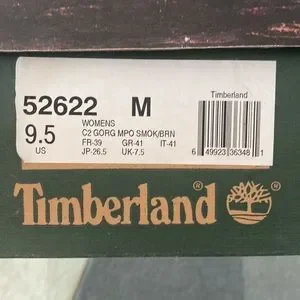 Timberland
52622 M
WOMENS
9.5 C2 GORG MPO SMOK/BRN
US FR-39 GR-41 IT-41
JP-26.5 UK-7.5
6 49923 36348 1
Timberland®®